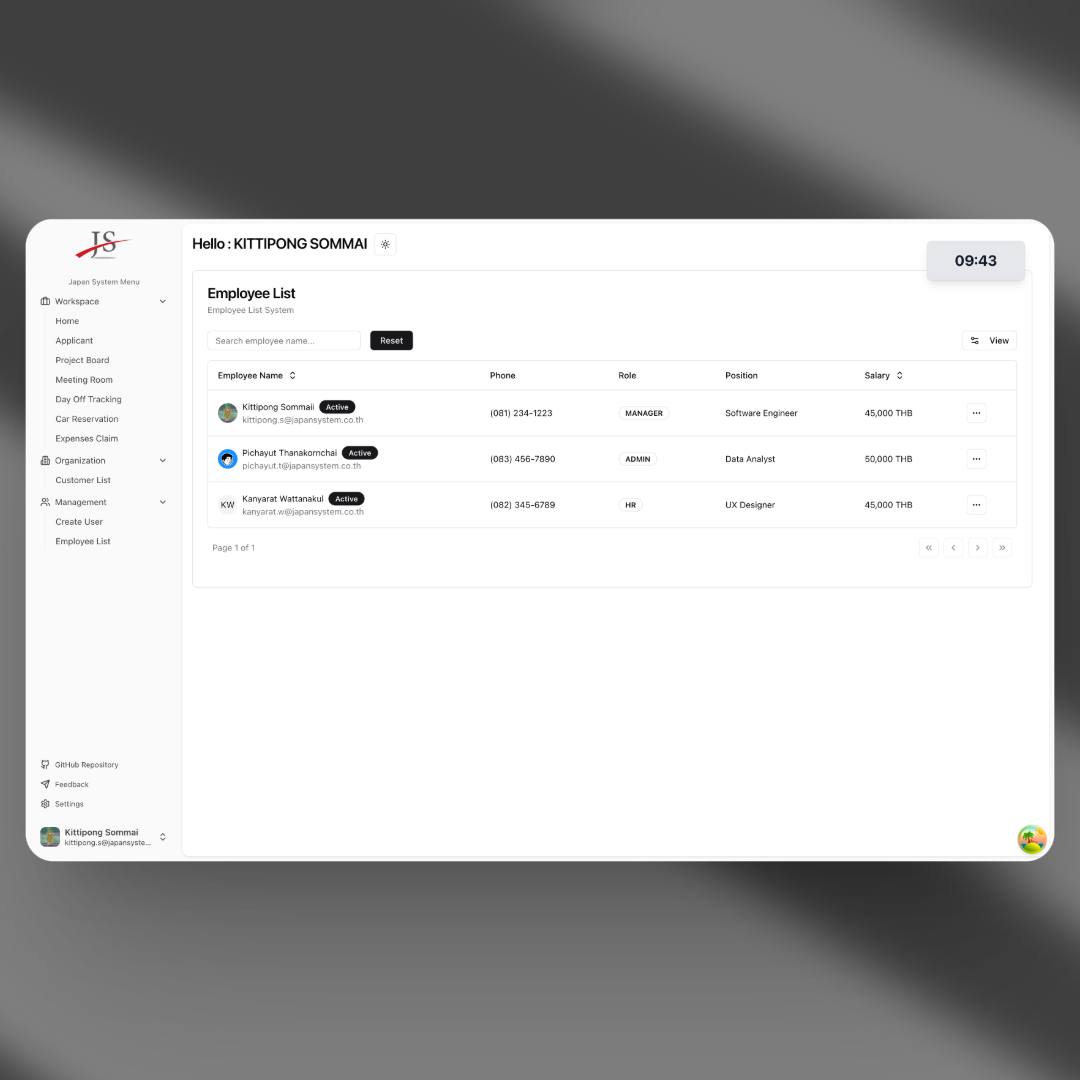 JS
Japan System Menu
Workspace
Home
Applicant
Project Board
Meeting Room
Day Off Tracking
Car Reservation
Expenses Claim
Organization
Customer List
Management
Create User
Employee List
GitHub Repository
Feedback
Settings
Kittipong Sommai
kittipong.s@japansyste...
Hello : KITTIPONG SOMMAI
09:43
Employee List
Employee List System
Search employee name... Reset View
Employee Name Phone Role Position Salary
Kittipong Sommaii Active
kittipong.s@japansystem.co.th
(081) 234-1223 MANAGER Software Engineer 45,000 THB ...
Pichayut Thanakornchai Active
pichayut.t@japansystem.co.th
(083) 456-7890 ADMIN Data Analyst 50,000 THB ...
KW
Kanyarat Wattanakul Active
kanyarat.w@japansystem.co.th
(082) 345-6789 HR UX Designer 45,000 THB ...
Page 1 of 1 « ‹ › »